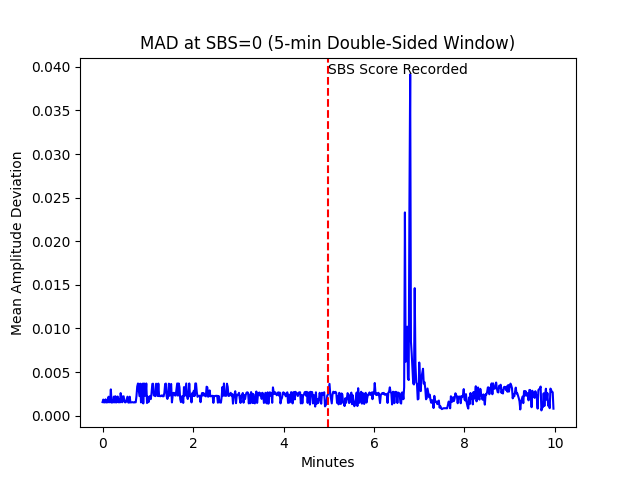 MAD at SBS=0 (5-min Double-Sided Window)
SBS Score Recorded
0.040
0.035
0.030
0.025
0.020
0.015
0.010
0.005
0.000
Mean Amplitude Deviation
0 2 4 6 8 10
Minutes